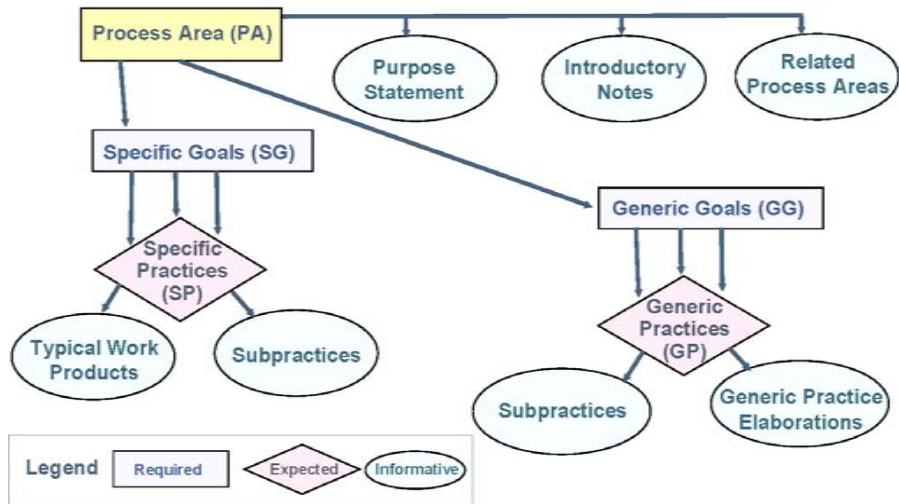 Process Area (PA)
Purpose
Statement
Introductory
Notes
Related
Process Areas
Specific Goals (SG)
Generic Goals (GG)
Specific
Practices
(SP)
Generic
Practices
(GP)
Typical Work
Products
Subpractices
Subpractices
Generic Practice
Elaborations
Legend
Required
Expected
Informative